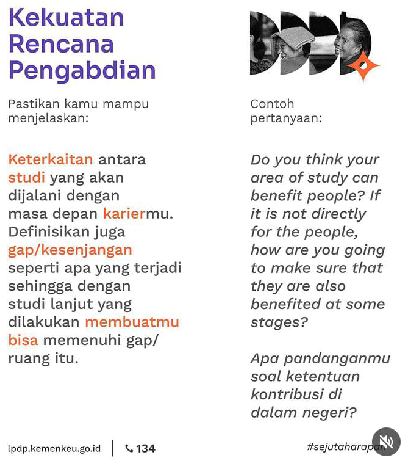 Kekuatan
Rencana
Pengabdian
Pastikan kamu mampu
menjelaskan:
Keterkaitan antara
studi yang akan
dijalani dengan
masa depan kariermu.
Definisikan juga
gap/kesenjangan
seperti apa yang terjadi
sehingga dengan
studi lanjut yang
dilakukan membuatmu
bisa memenuhi gap/
ruang itu.
Contoh
pertanyaan:
Do you think your
area of study can
benefit people? If
it is not directly
for the people,
how are you going
to make sure that
they are also
benefited at some
stages?
Apa pandanganmu
soal ketentuan
kontribusi di
dalam negeri?
lpdp.kemenkeu.go.id
134
#sejutaharapan